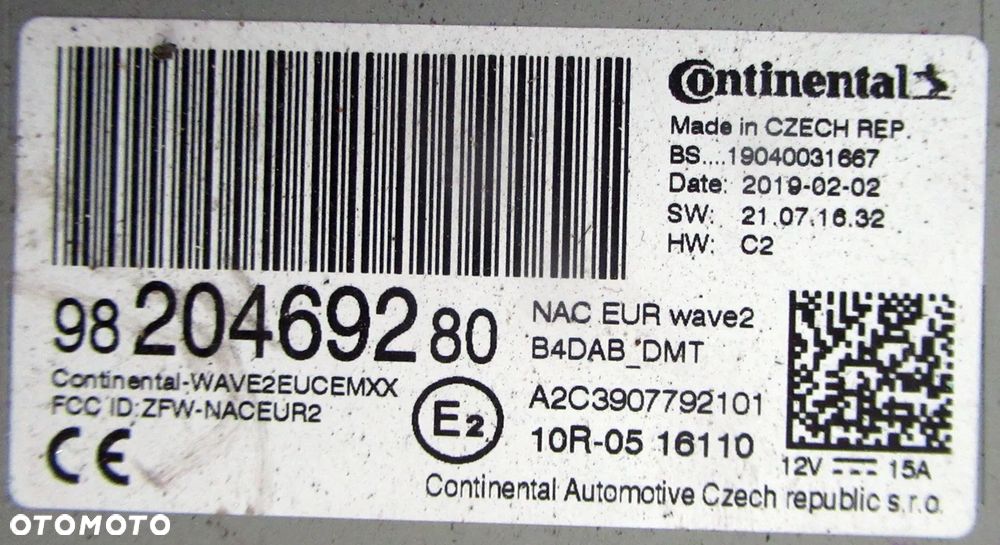 Continental
Made in CZECH REP.
BS....19040031667
Date: 2019-02-02
SW: 21.07.16.32
HW: C2
98 204692 80
NAC EUR wave2
B4DAB_DMT
Continental-WAVE2EUCEMXX
FCC ID:ZFW-NACEUR2
CE
E2
A2C3907792101
10R-05 16110
12V 15A
Continental Automotive Czech republic s.r.o.
OTOMOTO